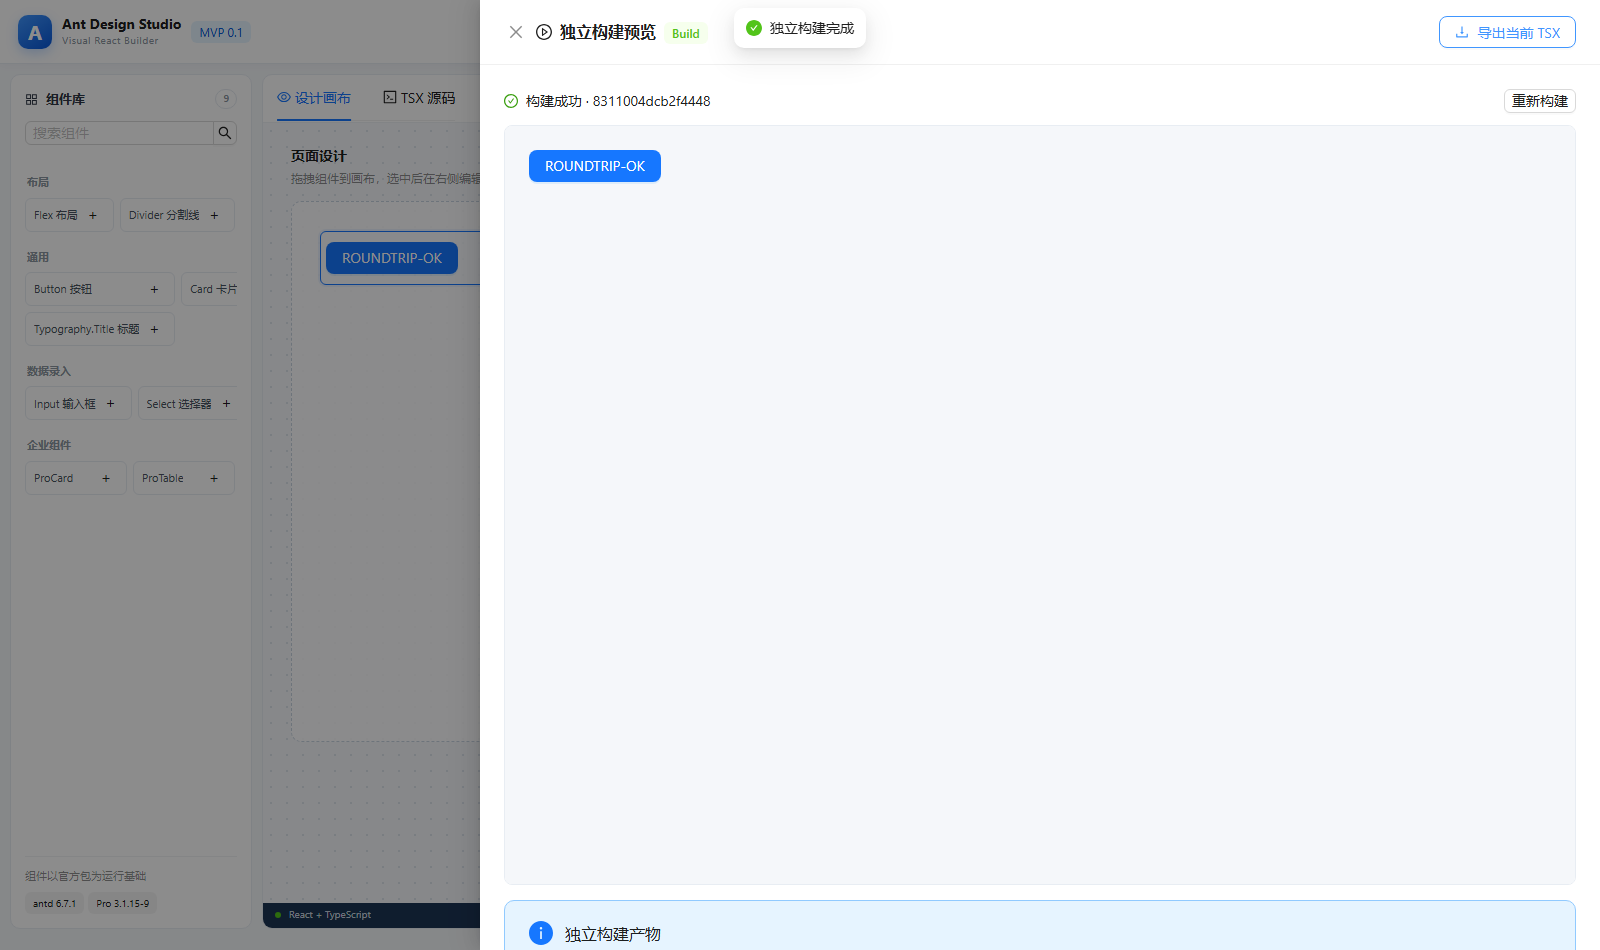 A
Ant Design Studio
Visual React Builder
MVP 0.1
组件库
9
搜索组件
布局
Flex 布局 +
Divider 分割线 +
通用
Button 按钮 +
Card 卡片
Typography.Title 标题 +
数据录入
Input 输入框 +
Select 选择器 +
企业组件
ProCard +
ProTable +
组件以官方包为运行基础
antd 6.7.1
Pro 3.1.15-9
设计画布
TSX 源码
页面设计
拖拽组件到画布，选中后在右侧编辑
ROUNDTRIP-OK
React + TypeScript
独立构建预览
Build
独立构建完成
导出当前 TSX
构建成功 · 8311004dcb2f4448
重新构建
ROUNDTRIP-OK
独立构建产物